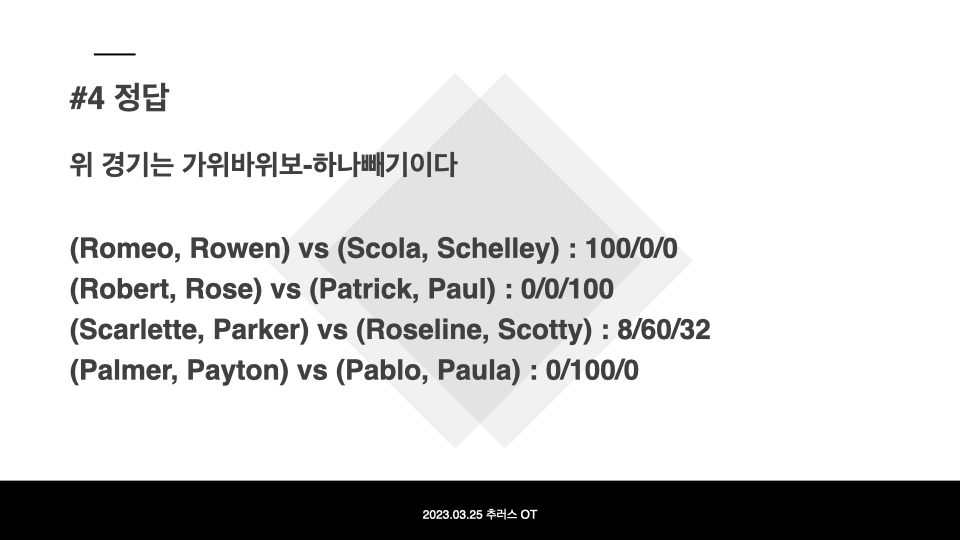 #4 정답
위 경기는 가위바위보-하나빼기이다
(Romeo, Rowen) vs (Scola, Schelley) : 100/0/0
(Robert, Rose) vs (Patrick, Paul) : 0/0/100
(Scarlette, Parker) vs (Roseline, Scotty) : 8/60/32
(Palmer, Payton) vs (Pablo, Paula) : 0/100/0
2023.03.25 추러스 OT